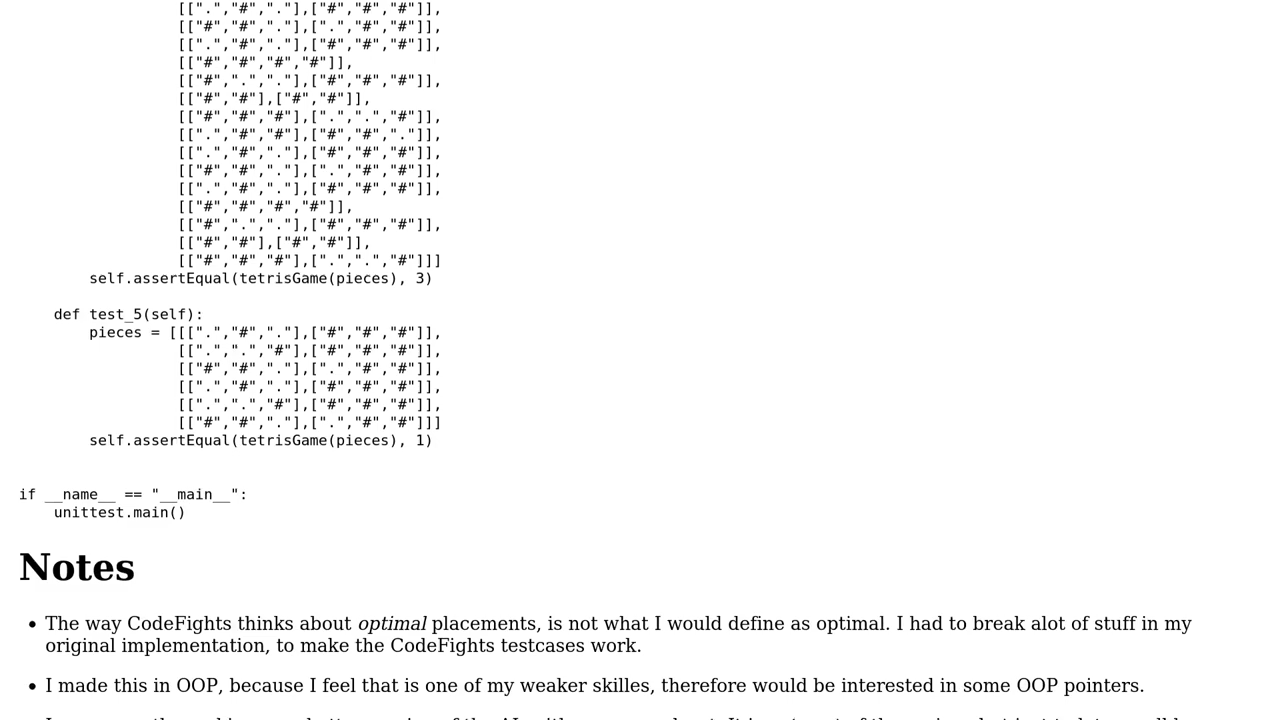 [[".","#","."],["#","#","#"]],
[["#","#","."],[".","#","#"]],
[[".","#","."],["#","#","#"]],
[["#","#","#","#"]],
[["#",".","."],["#","#","#"]],
[["#","#"],["#","#"]],
[["#","#","#"],[".",".","#"]],
[[".","#","#"],["#","#","."]],
[[".","#","."],["#","#","#"]],
[["#","#","."],[".","#","#"]],
[[".","#","."],["#","#","#"]],
[["#","#","#","#"]],
[["#",".","."],["#","#","#"]],
[["#","#"],["#","#"]],
[["#","#","#"],[".",".","#"]]]
self.assertEqual(tetrisGame(pieces), 3)
def test_5(self):
pieces = [[[".","#","."],["#","#","#"]],
[[".",".","#"],["#","#","#"]],
[["#","#","."],[".","#","#"]],
[[".","#","."],["#","#","#"]],
[[".",".","#"],["#","#","#"]],
[["#","#","."],[".","#","#"]]]
self.assertEqual(tetrisGame(pieces), 1)
if __name__ == "__main__":
unittest.main()
Notes
• The way CodeFights thinks about optimal placements, is not what I would define as optimal. I had to break alot of stuff in my
original implementation, to make the CodeFights testcases work.
• I made this in OOP, because I feel that is one of my weaker skilles, therefore would be interested in some OOP pointers.